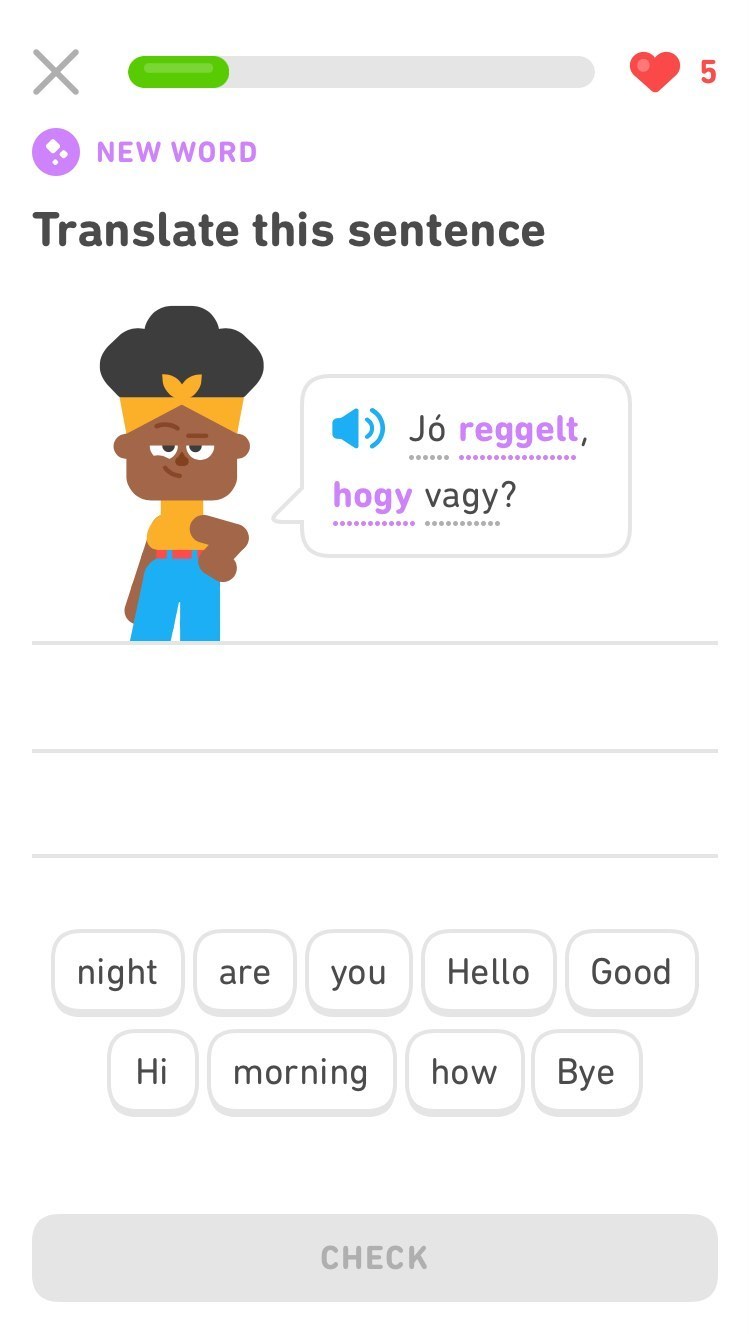 5
NEW WORD
Translate this sentence
Jó reggelt,
hogy vagy?
night are you Hello Good
Hi morning how Bye
CHECK